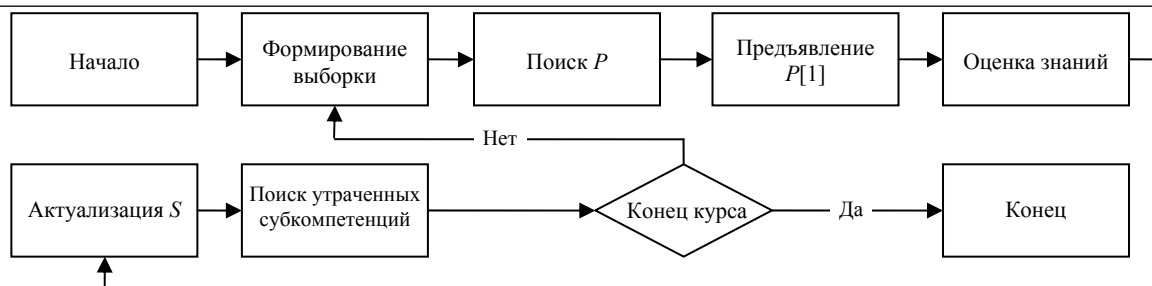 Начало
Формирование
выборки
Поиск P
Предъявление
P[1]
Оценка знаний
Нет
Актуализация S
Поиск утраченных
субкомпетенций
Конец курса
Да
Конец